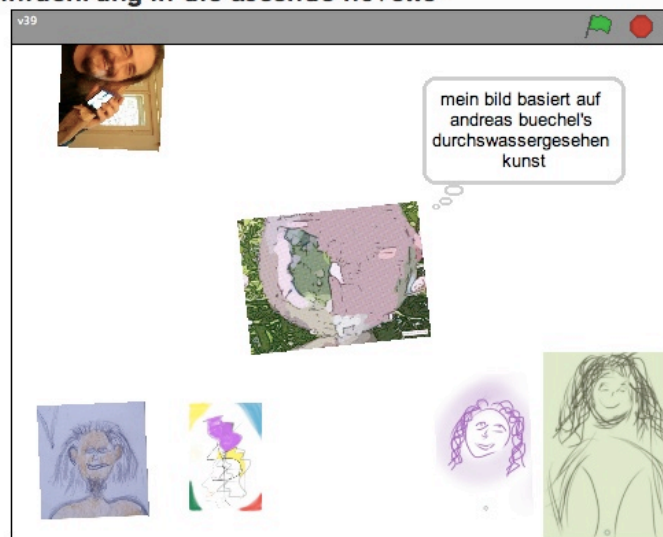 v39
mein bild basiert auf
andreas buechel's
durchswassergesehen
kunst